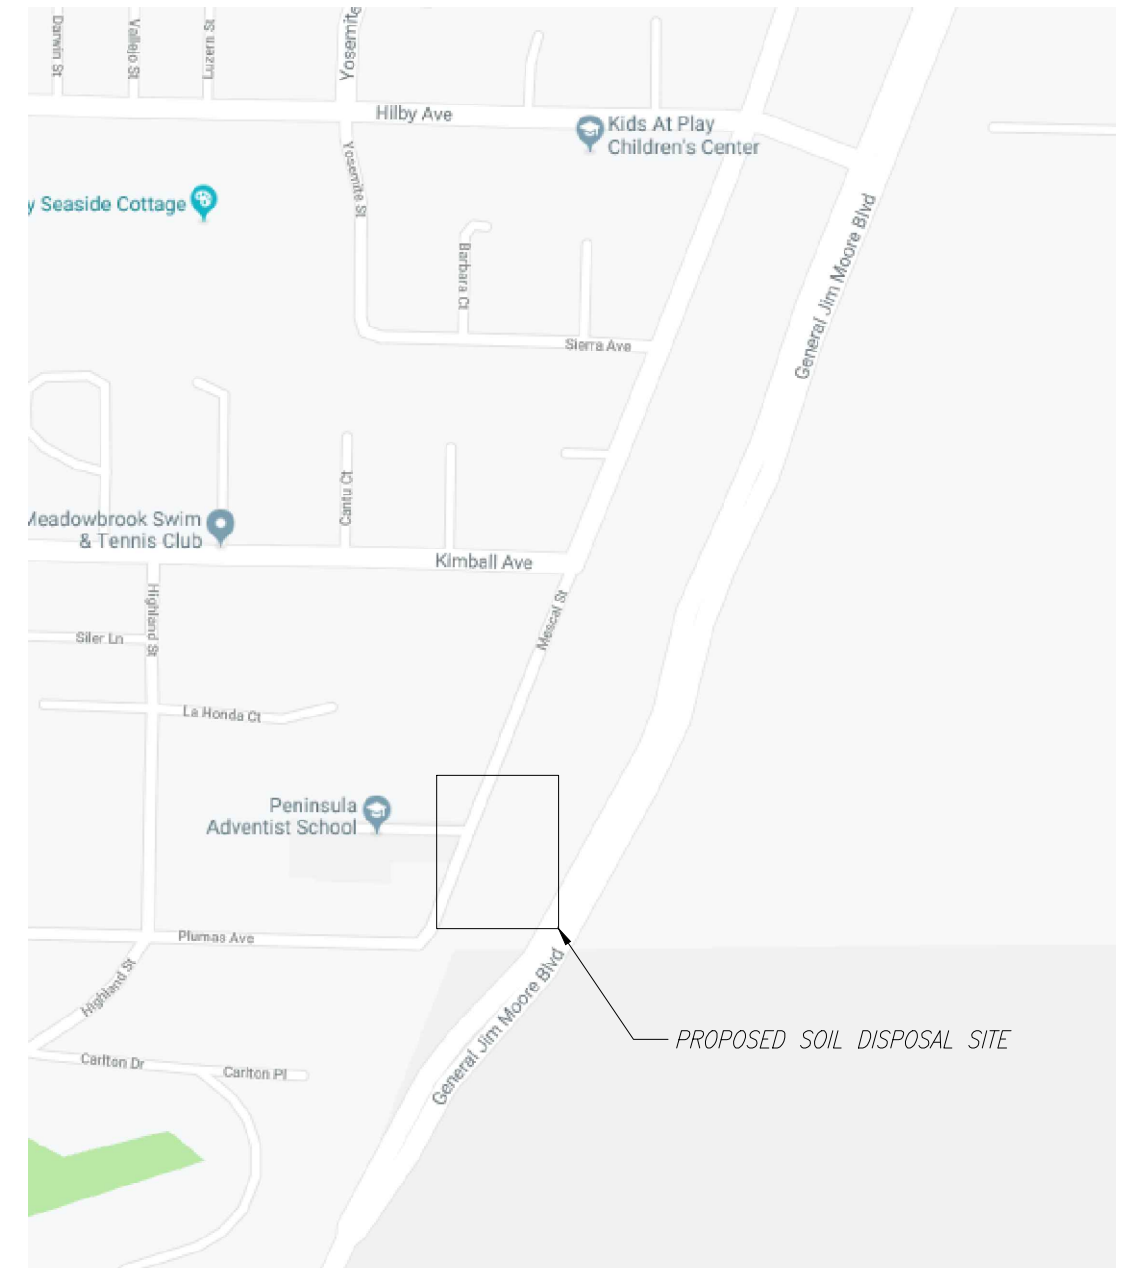 Darwin St
Vallejo St
Luzern St
Yosemite
Hilby Ave
Kids At Play
Children's Center
Yosemite St
y Seaside Cottage
General Jim Moore Blvd
Barbara Ct
Sierra Ave
Cantu Ct
Meadowbrook Swim
& Tennis Club
Kimball Ave
Highland St
Mescal St
Siler Ln
La Honda Ct
Peninsula
Adventist School
Plumas Ave
Highland St
General Jim Moore Blvd
PROPOSED SOIL DISPOSAL SITE
Carlton Dr
Carlton Pl